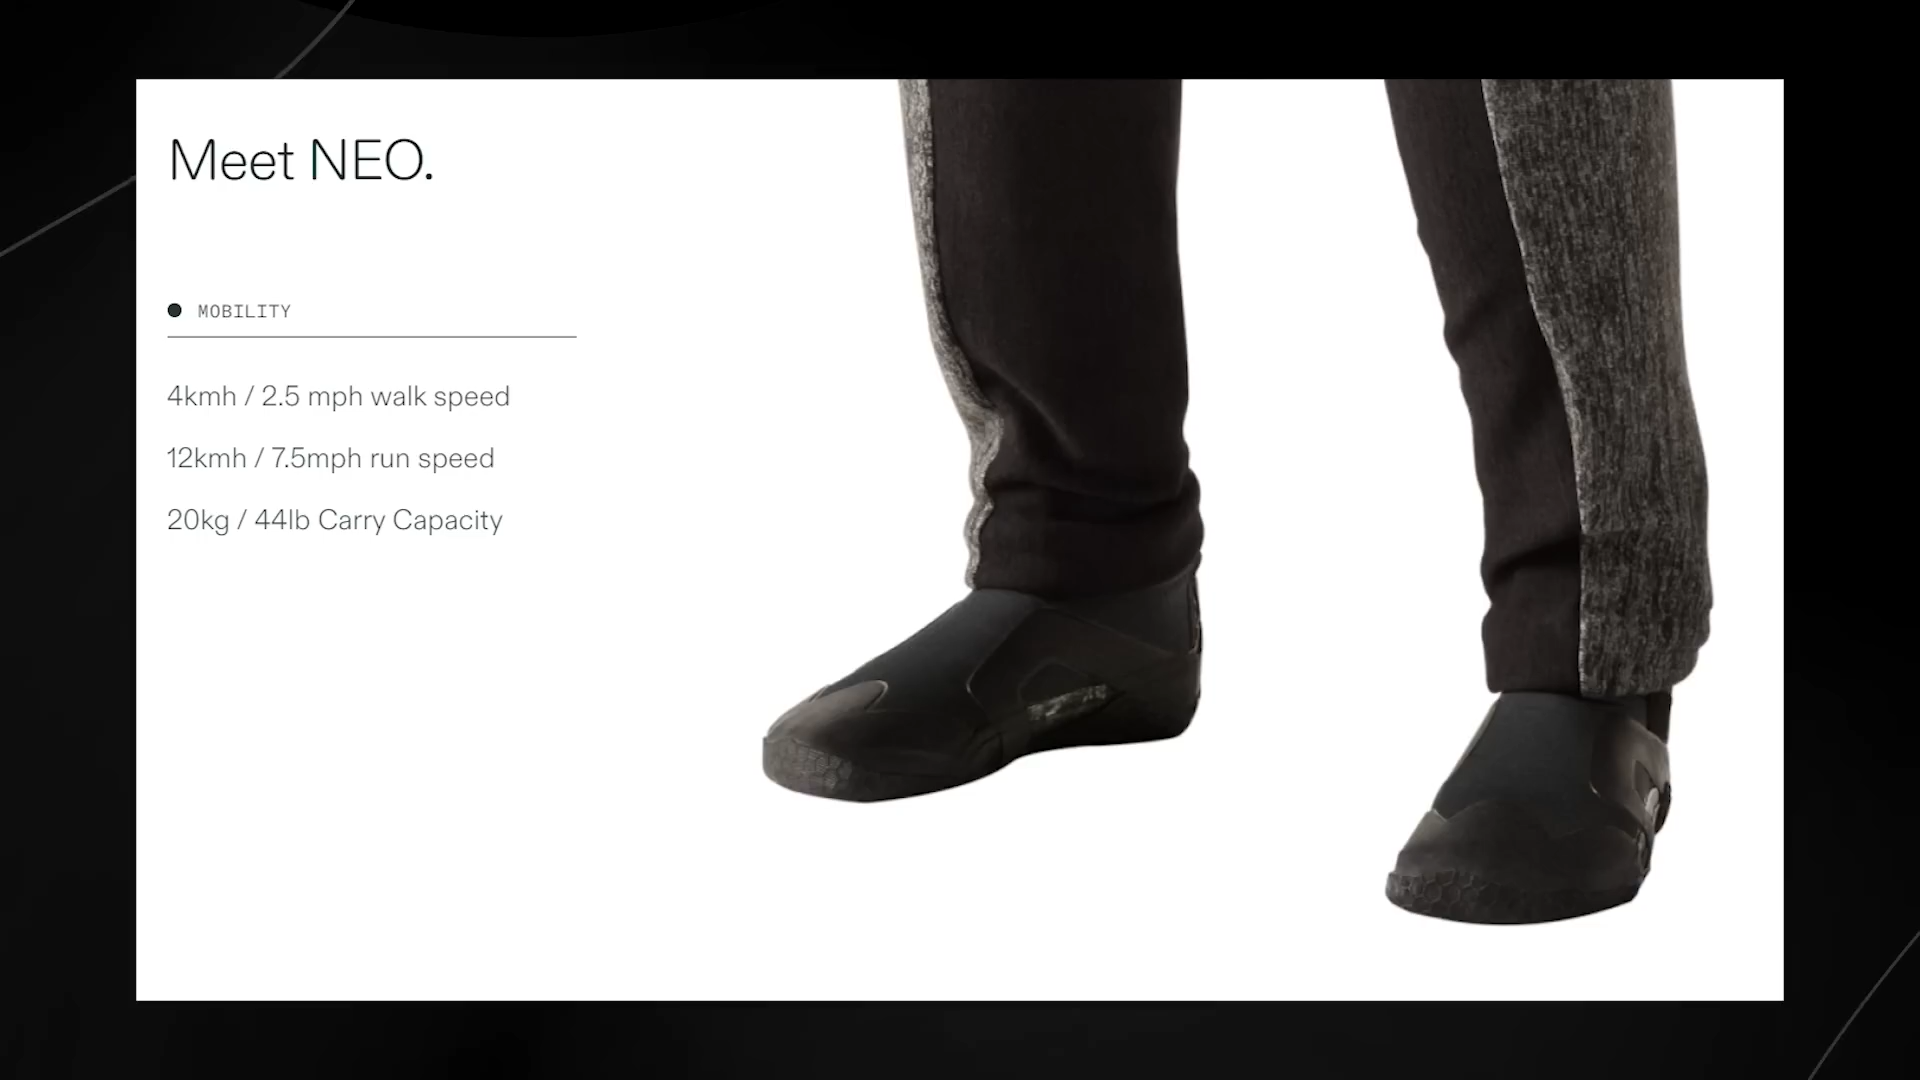 Meet NEO.
MOBILITY
4kmh / 2.5 mph walk speed
12kmh / 7.5mph run speed
20kg / 44lb Carry Capacity